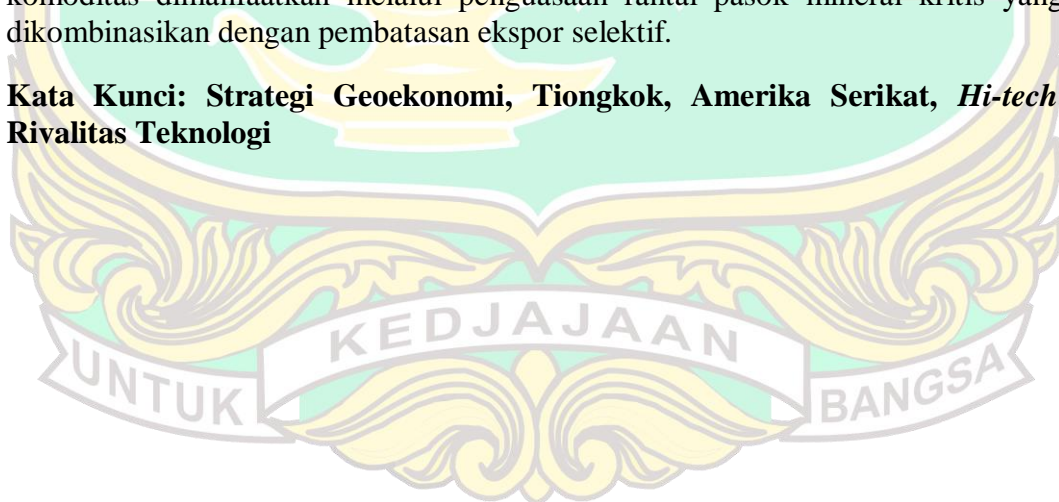 komoditas dimanfaatkan melalui penguasaan rantai pasok mineral kritis yang
dikombinasikan dengan pembatasan ekspor selektif.
Kata Kunci: Strategi Geoekonomi, Tiongkok, Amerika Serikat, Hi-tech
Rivalitas Teknologi
UNTUK KEDJAJAAN BANGSA